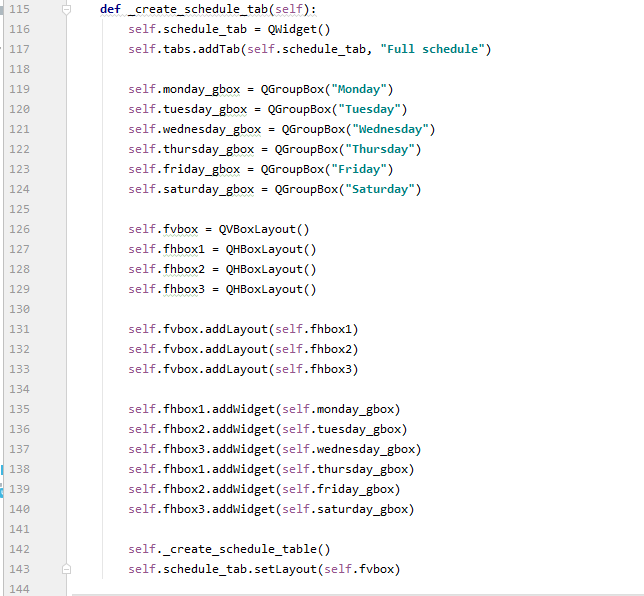 115 def _create_schedule_tab(self):
116 self.schedule_tab = QWidget()
117 self.tabs.addTab(self.schedule_tab, "Full schedule")
118
119 self.monday_gbox = QGroupBox("Monday")
120 self.tuesday_gbox = QGroupBox("Tuesday")
121 self.wednesday_gbox = QGroupBox("Wednesday")
122 self.thursday_gbox = QGroupBox("Thursday")
123 self.friday_gbox = QGroupBox("Friday")
124 self.saturday_gbox = QGroupBox("Saturday")
125
126 self.fvbox = QVBoxLayout()
127 self.fhbox1 = QHBoxLayout()
128 self.fhbox2 = QHBoxLayout()
129 self.fhbox3 = QHBoxLayout()
130
131 self.fvbox.addLayout(self.fhbox1)
132 self.fvbox.addLayout(self.fhbox2)
133 self.fvbox.addLayout(self.fhbox3)
134
135 self.fhbox1.addWidget(self.monday_gbox)
136 self.fhbox2.addWidget(self.tuesday_gbox)
137 self.fhbox3.addWidget(self.wednesday_gbox)
138 self.fhbox1.addWidget(self.thursday_gbox)
139 self.fhbox2.addWidget(self.friday_gbox)
140 self.fhbox3.addWidget(self.saturday_gbox)
141
142 self._create_schedule_table()
143 self.schedule_tab.setLayout(self.fvbox)
144